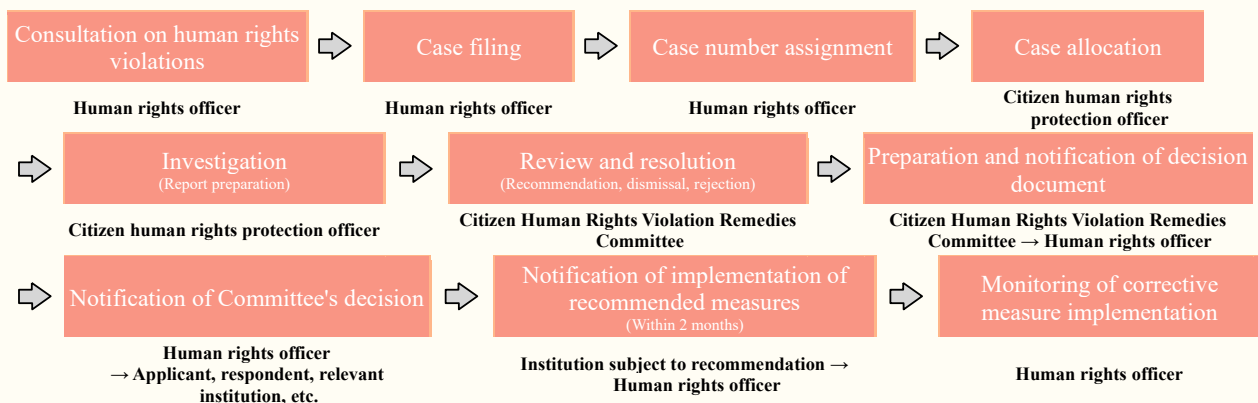 Consultation on human rights
violations
Case filing
Case number assignment
Case allocation
Human rights officer
Human rights officer
Human rights officer
Citizen human rights
protection officer
Investigation
(Report preparation)
Review and resolution
(Recommendation, dismissal, rejection)
Preparation and notification of decision
document
Citizen human rights protection officer
Citizen Human Rights Violation Remedies
Committee
Citizen Human Rights Violation Remedies
Committee → Human rights officer
Notification of Committee's decision
Notification of implementation of
recommended measures
(Within 2 months)
Monitoring of corrective
measure implementation
Human rights officer
→ Applicant, respondent, relevant
institution, etc.
Institution subject to recommendation →
Human rights officer
Human rights officer